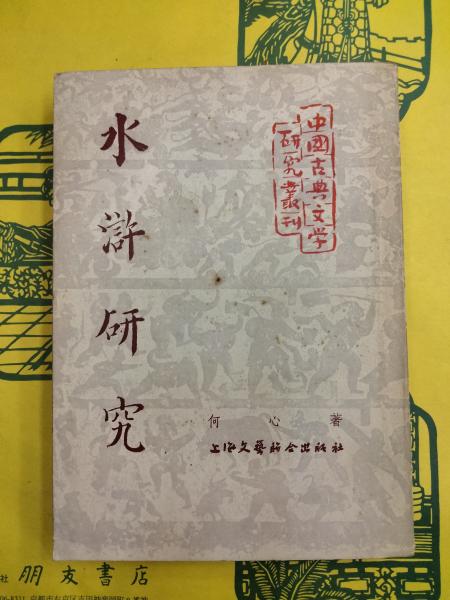 水滸研究
中國古典文学
研究叢刊
何心著
上海文藝聯合出版社
社 朋友書店